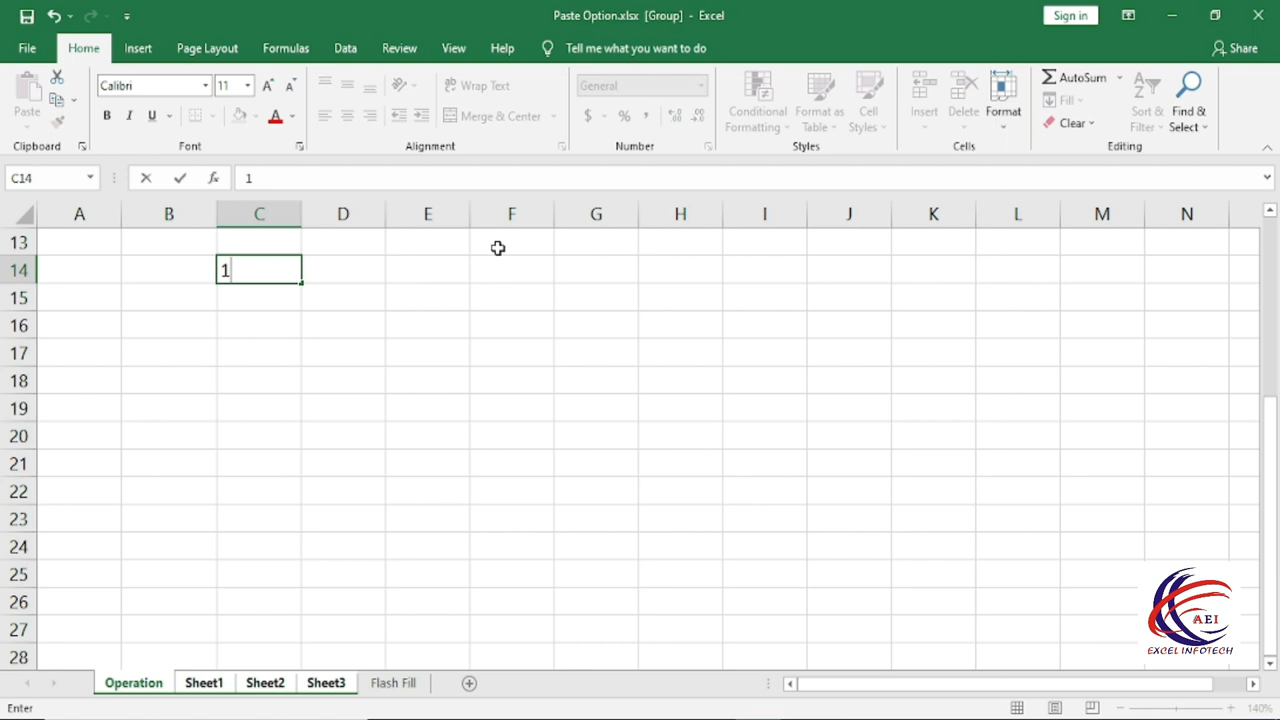 Paste Option.xlsx [Group] - Excel
Sign in
File Home Insert Page Layout Formulas Data Review View Help Tell me what you want to do Share
Paste
Clipboard
Calibri 11
B I U A
Font
Wrap Text
Merge & Center
Alignment
General
$ %
Number
Conditional Formatting
Format as Table
Cell Styles
Styles
Insert Delete Format
Cells
AutoSum
Fill
Clear
Sort & Filter
Find & Select
Editing
C14 fx 1
A B C D E F G H I J K L M N
13
14 1
15
16
17
18
19
20
21
22
23
24
25
26
27
28
AEI
EXCEL INFOTECH
Operation Sheet1 Sheet2 Sheet3 Flash Fill
Enter 140%